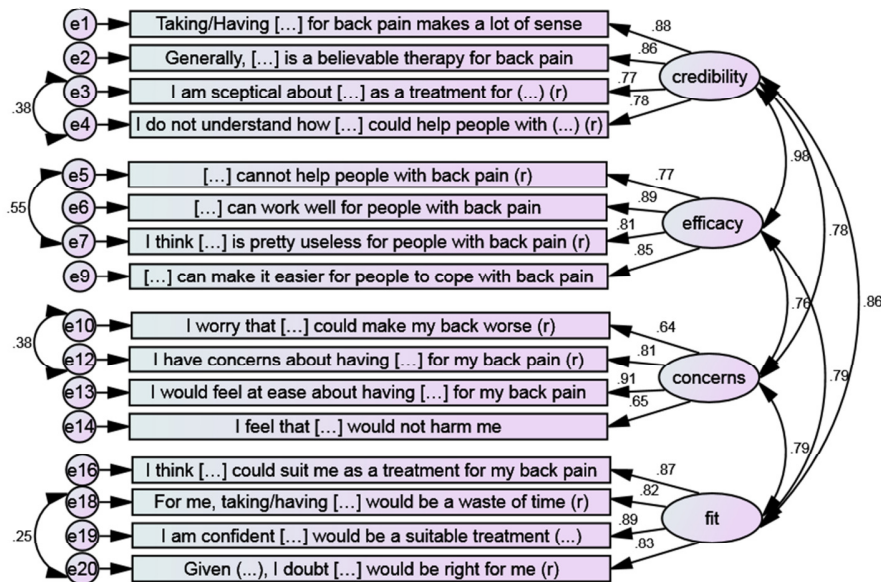 e1 Taking/Having [...] for back pain makes a lot of sense .88
e2 Generally, [...] is a believable therapy for back pain .86
e3 I am sceptical about [...] as a treatment for (...) (r) .77
e4 I do not understand how [...] could help people with (...) (r) .78
.38
credibility
e5 [...] cannot help people with back pain (r) .77
e6 [...] can work well for people with back pain .89
e7 I think [...] is pretty useless for people with back pain (r) .81
e9 [...] can make it easier for people to cope with back pain .85
.55
efficacy
e10 I worry that [...] could make my back worse (r) .64
e12 I have concerns about having [...] for my back pain (r) .81
e13 I would feel at ease about having [...] for my back pain .91
e14 I feel that [...] would not harm me .65
.38
concerns
e16 I think [...] could suit me as a treatment for my back pain .87
e18 For me, taking/having [...] would be a waste of time (r) .82
e19 I am confident [...] would be a suitable treatment (...) .89
e20 Given (...), I doubt [...] would be right for me (r) .83
.25
fit
.98
.78
.86
.76
.79
.79